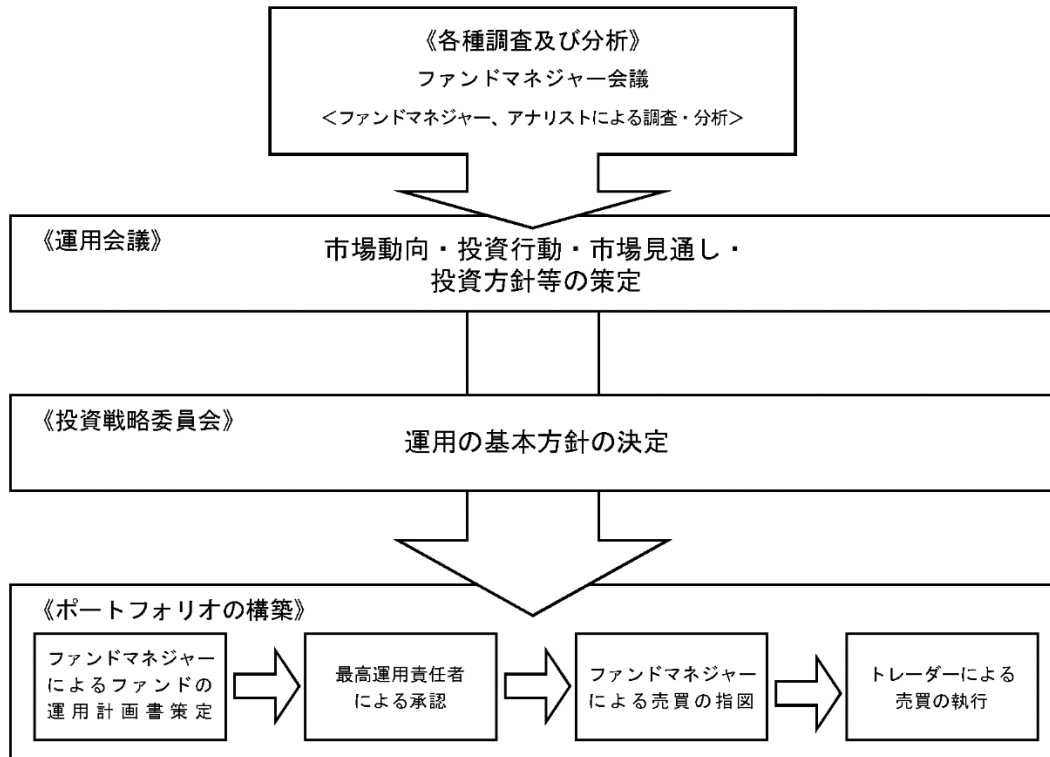 《各種調査及び分析》
ファンドマネジャー会議
＜ファンドマネジャー、アナリストによる調査・分析＞
《運用会議》
市場動向・投資行動・市場見通し・
投資方針等の策定
《投資戦略委員会》
運用の基本方針の決定
《ポートフォリオの構築》
ファンドマネジャー
によるファンドの
運用計画書策定
最高運用責任者
による承認
ファンドマネジャー
による売買の指図
トレーダーによる
売買の執行